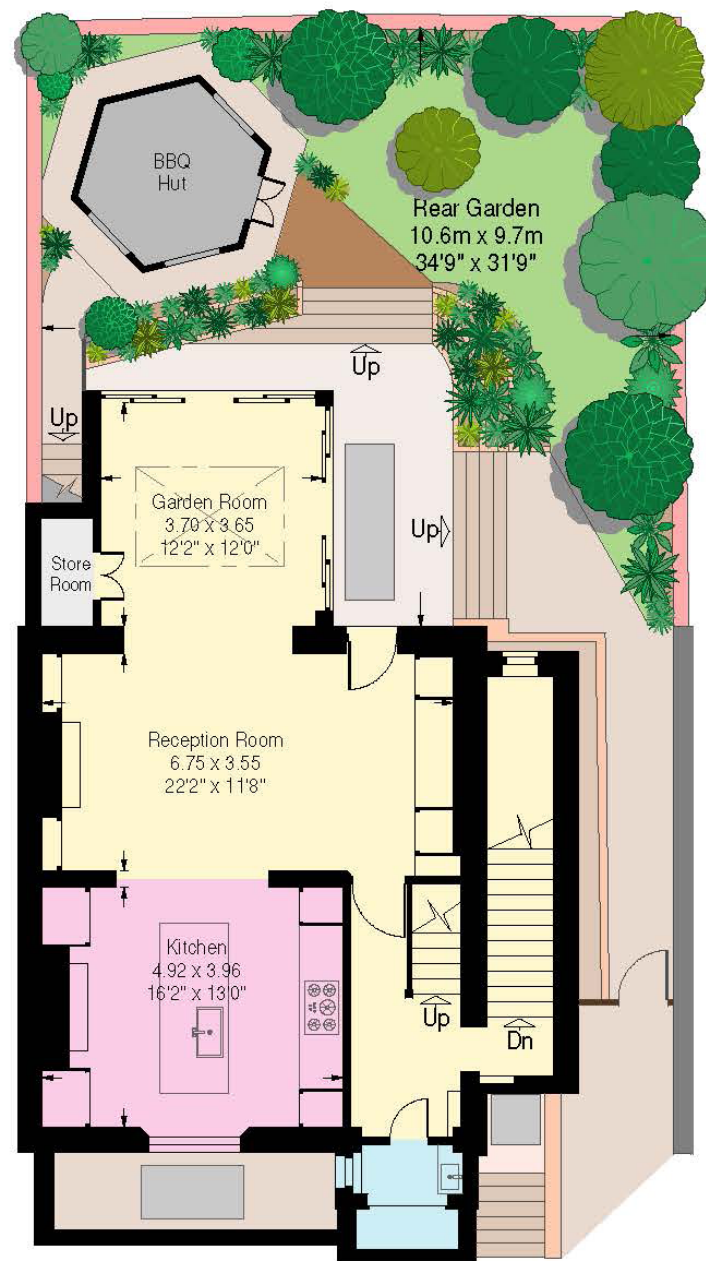 BBQ
Hut
Rear Garden
10.6m x 9.7m
34'9" x 31'9"
Up
Up
Garden Room
3.70 x 3.65
12'2" x 12'0"
Up
Store
Room
Reception Room
6.75 x 3.55
22'2" x 11'8"
Kitchen
4.92 x 3.96
16'2" x 13'0"
Up
Dn